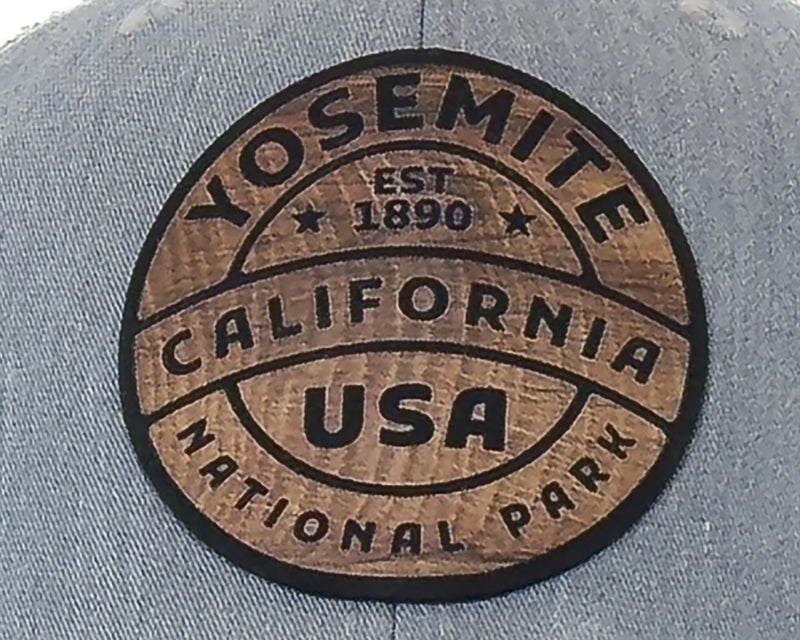 YOSEMITE
EST
1890
CALIFORNIA
USA
NATIONAL PARK